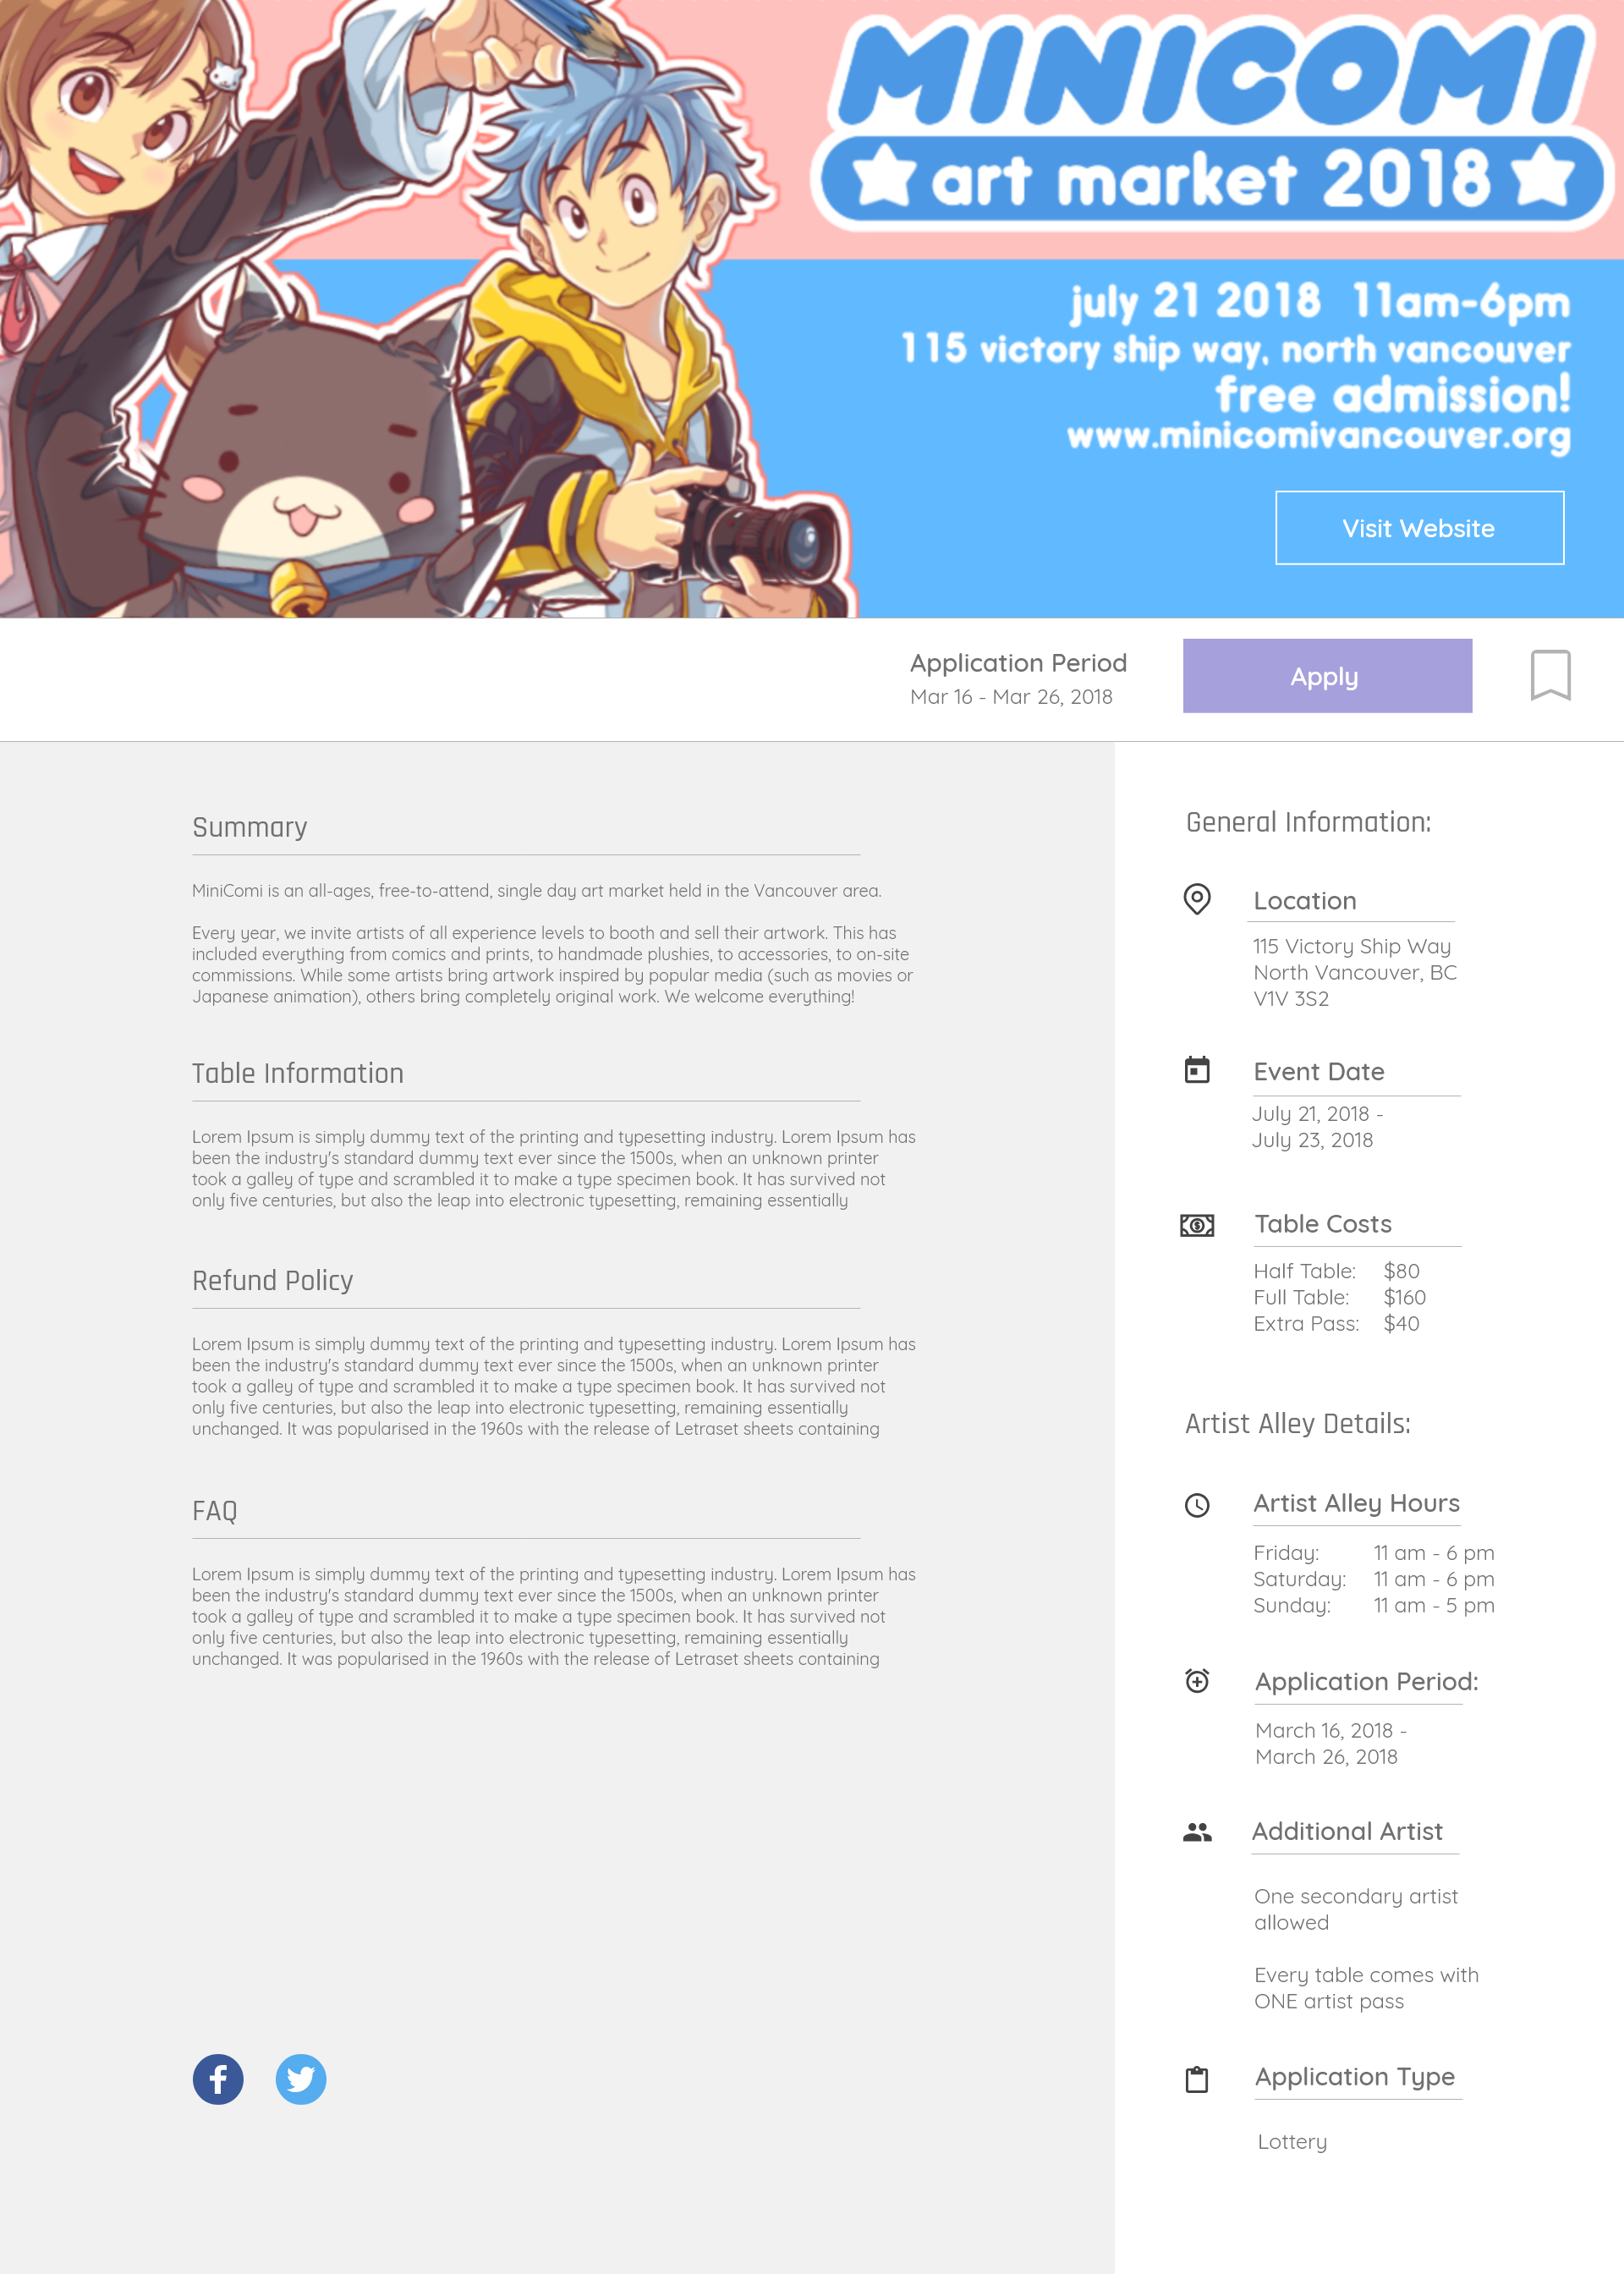 MINICOMI
art market 2018
july 21 2018 11am-6pm
115 victory ship way, north vancouver
free admission!
www.minicomivancouver.org
Visit Website
Application Period
Mar 16 - Mar 26, 2018
Apply
Summary
MiniComi is an all-ages, free-to-attend, single day art market held in the Vancouver area.
Every year, we invite artists of all experience levels to booth and sell their artwork. This has
included everything from comics and prints, to handmade plushies, to accessories, to on-site
commissions. While some artists bring artwork inspired by popular media (such as movies or
Japanese animation), others bring completely original work. We welcome everything!
Table Information
Lorem Ipsum is simply dummy text of the printing and typesetting industry. Lorem Ipsum has
been the industry's standard dummy text ever since the 1500s, when an unknown printer
took a galley of type and scrambled it to make a type specimen book. It has survived not
only five centuries, but also the leap into electronic typesetting, remaining essentially
Refund Policy
Lorem Ipsum is simply dummy text of the printing and typesetting industry. Lorem Ipsum has
been the industry's standard dummy text ever since the 1500s, when an unknown printer
took a galley of type and scrambled it to make a type specimen book. It has survived not
only five centuries, but also the leap into electronic typesetting, remaining essentially
unchanged. It was popularised in the 1960s with the release of Letraset sheets containing
FAQ
Lorem Ipsum is simply dummy text of the printing and typesetting industry. Lorem Ipsum has
been the industry's standard dummy text ever since the 1500s, when an unknown printer
took a galley of type and scrambled it to make a type specimen book. It has survived not
only five centuries, but also the leap into electronic typesetting, remaining essentially
unchanged. It was popularised in the 1960s with the release of Letraset sheets containing
General Information:
Location
115 Victory Ship Way
North Vancouver, BC
V1V 3S2
Event Date
July 21, 2018 -
July 23, 2018
Table Costs
Half Table: $80
Full Table: $160
Extra Pass: $40
Artist Alley Details:
Artist Alley Hours
Friday: 11 am - 6 pm
Saturday: 11 am - 6 pm
Sunday: 11 am - 5 pm
Application Period:
March 16, 2018 -
March 26, 2018
Additional Artist
One secondary artist
allowed
Every table comes with
ONE artist pass
Application Type
Lottery